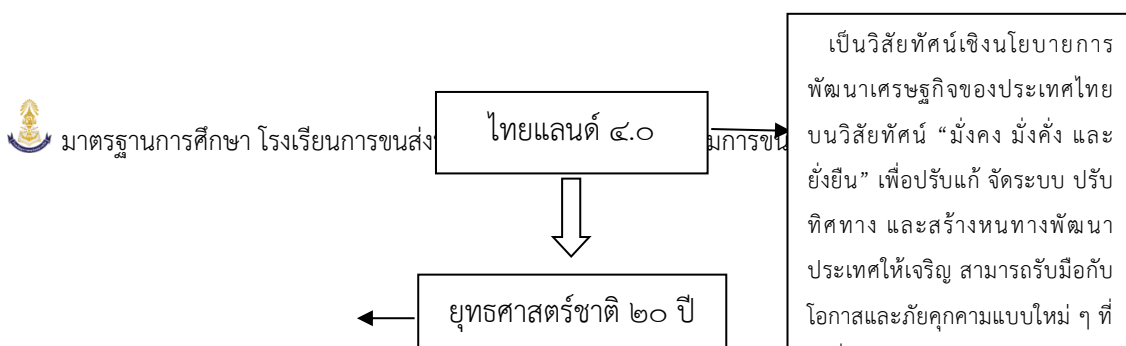 มาตรฐานการศึกษา โรงเรียนการขนส่ง
ไทยแลนด์ ๔.๐
มการขน
เป็นวิสัยทัศน์เชิงนโยบายการ
พัฒนาเศรษฐกิจของประเทศไทย
บนวิสัยทัศน์ “มั่งคง มั่งคั่ง และ
ยั่งยืน” เพื่อปรับแก้ จัดระบบ ปรับ
ทิศทาง และสร้างหนทางพัฒนา
ประเทศให้เจริญ สามารถรับมือกับ
โอกาสและภัยคุกคามแบบใหม่ ๆ ที่
ยุทธศาสตร์ชาติ ๒๐ ปี